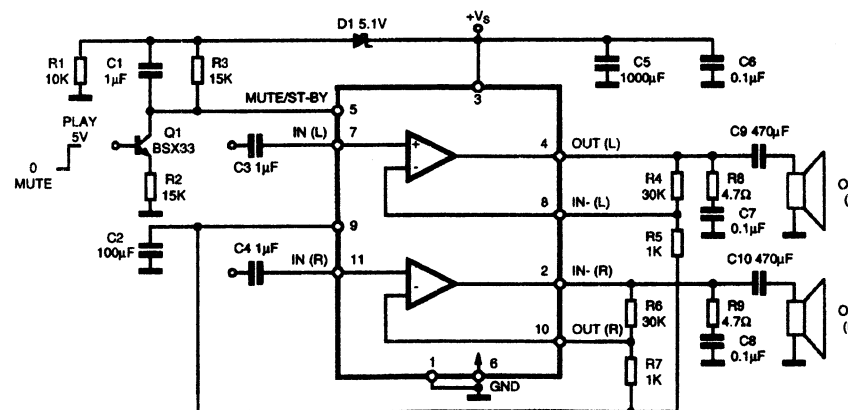 D1 5.1V
+VS
R1
10K
C1
1µF
R3
15K
C5
1000µF
C6
0.1µF
MUTE/ST-BY
5
3
PLAY
5V
Q1
BSX33
0
MUTE
R2
15K
IN (L)
7
C3 1µF
+
-
4
OUT (L)
C9 470µF
R4
30K
R8
4.7Ω
8
IN- (L)
C7
0.1µF
R5
1K
9
C2
100µF
C4 1µF
IN (R)
11
-
2
IN- (R)
C10 470µF
R6
30K
R9
4.7Ω
10
OUT (R)
C8
0.1µF
R7
1K
1
6
GND